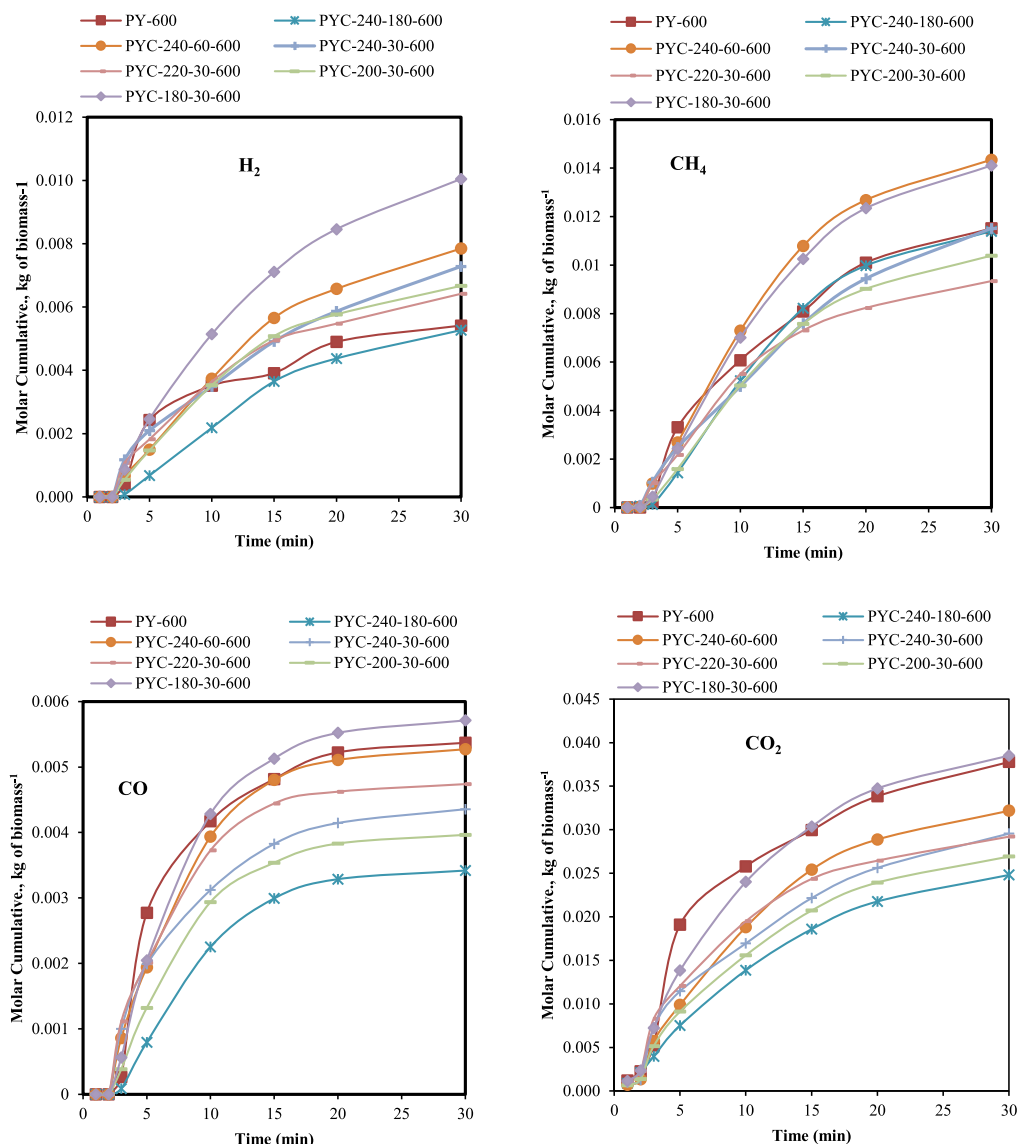 PY-600 PYC-240-180-600
PYC-240-60-600 PYC-240-30-600
PYC-220-30-600 PYC-200-30-600
PYC-180-30-600
Molar Cumulative., kg of biomass-1
0.012
0.010
0.008
0.006
0.004
0.002
0.000
H₂
0 5 10 15 20 25 30
Time (min)
PY-600 PYC-240-180-600
PYC-240-60-600 PYC-240-30-600
PYC-220-30-600 PYC-200-30-600
PYC-180-30-600
Molar Cumulative., kg of biomass⁻¹
0.016
0.014
0.012
0.010
0.008
0.006
0.004
0.002
0
CH₄
0 5 10 15 20 25 30
Time (min)
PY-600 PYC-240-180-600
PYC-240-60-600 PYC-240-30-600
PYC-220-30-600 PYC-200-30-600
PYC-180-30-600
Molar Cumulative., kg of biomass⁻¹
0.006
0.005
0.004
0.003
0.002
0.001
0
CO
0 5 10 15 20 25 30
Time (min)
PY-600 PYC-240-180-600
PYC-240-60-600 PYC-240-30-600
PYC-220-30-600 PYC-200-30-600
PYC-180-30-600
Molar Cumulative., kg of biomass⁻¹
0.045
0.040
0.035
0.030
0.025
0.020
0.015
0.010
0.005
0.000
CO₂
0 5 10 15 20 25 30
Time (min)